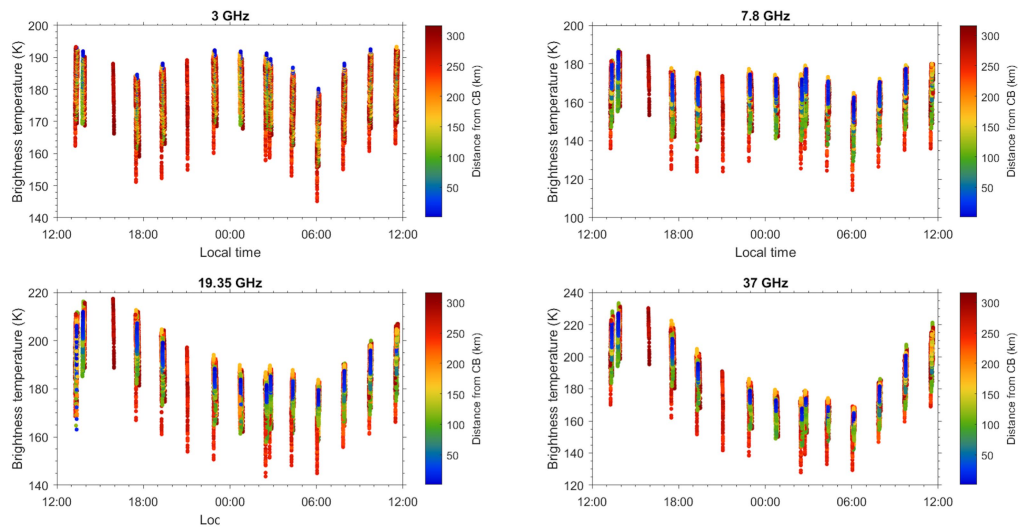 3 GHz
200
190
180
170
160
150
140
Brightness temperature (K)
12:00 18:00 00:00 06:00 12:00
Local time
300
250
200
150
100
50
Distance from CB (km)
7.8 GHz
200
180
160
140
120
100
Brightness temperature (K)
12:00 18:00 00:00 06:00 12:00
Local time
300
250
200
150
100
50
Distance from CB (km)
19.35 GHz
220
200
180
160
140
Brightness temperature (K)
12:00 18:00 00:00 06:00 12:00
Loc
300
250
200
150
100
50
Distance from CB (km)
37 GHz
240
220
200
180
160
140
120
Brightness temperature (K)
12:00 18:00 00:00 06:00 12:00
300
250
200
150
100
50
Distance from CB (km)